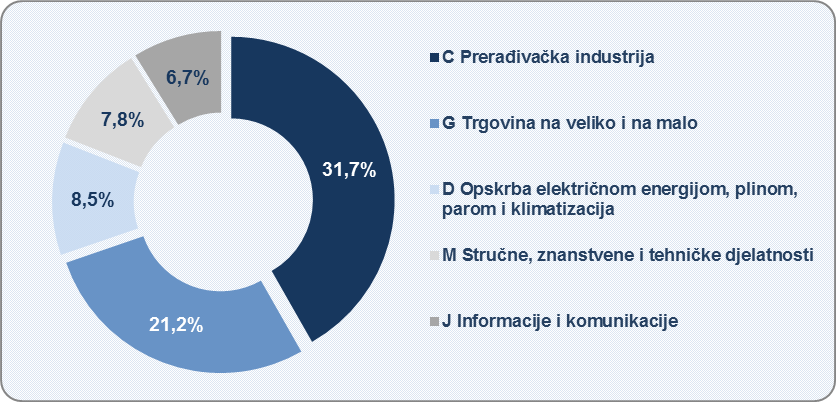 6,7%
7,8%
8,5%
21,2%
31,7%
C Prerađivačka industrija
G Trgovina na veliko i na malo
D Opskrba električnom energijom, plinom,
parom i klimatizacija
M Stručne, znanstvene i tehničke djelatnosti
J Informacije i komunikacije